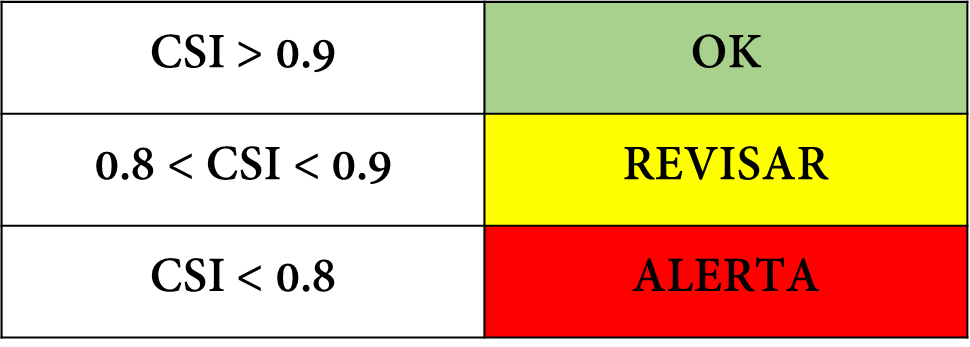 CSI > 0.9
OK
0.8 < CSI < 0.9
REVISAR
CSI < 0.8
ALERTA